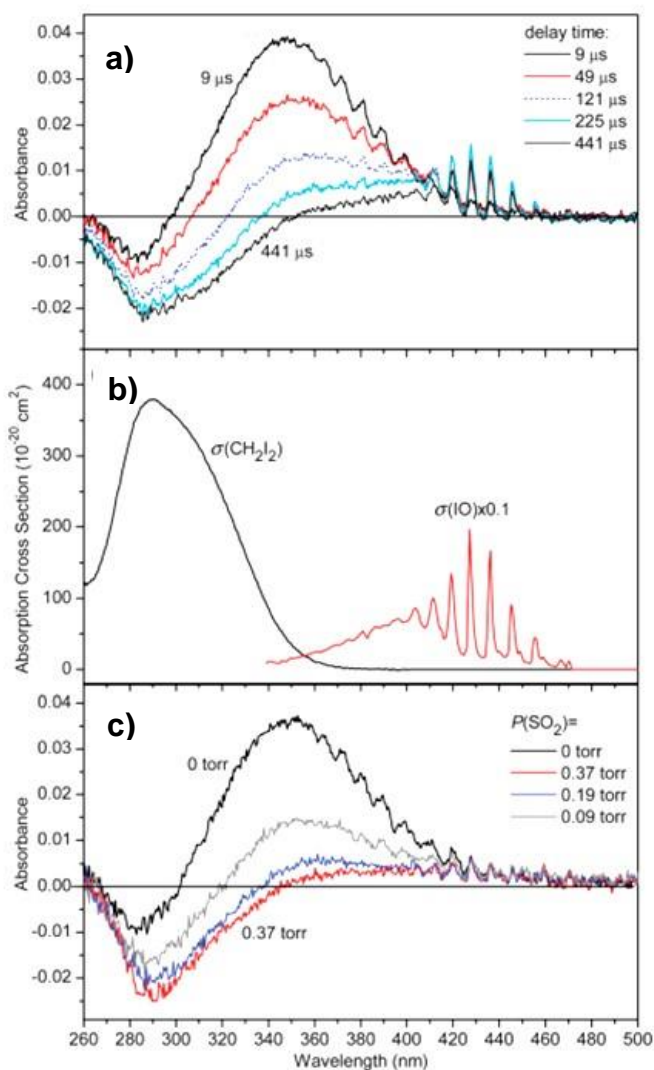 a)
delay time:
9 μs
49 μs
121 μs
225 μs
441 μs
9 μs
441 μs
Absorbance
0.04
0.03
0.02
0.01
0.00
-0.01
-0.02
b)
σ(CH₂I₂)
σ(IO)x0.1
Absorption Cross Section (10⁻²⁰ cm²)
400
300
200
100
0
c)
P(SO₂)=
0 torr
0.37 torr
0.19 torr
0.09 torr
0 torr
0.37 torr
Absorbance
0.04
0.03
0.02
0.01
0.00
-0.01
-0.02
260 280 300 320 340 360 380 400 420 440 460 480 500
Wavelength (nm)